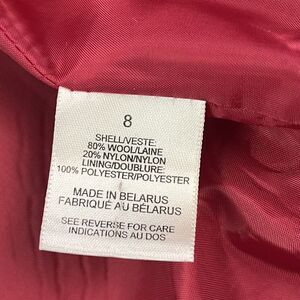 8
SHELL/VESTE:
80% WOOL/LAINE
20% NYLON/NYLON
LINING/DOUBLURE:
100% POLYESTER/POLYESTER
MADE IN BELARUS
FABRIQUÉ AU BÉLARUS
SEE REVERSE FOR CARE
INDICATIONS AU DOS